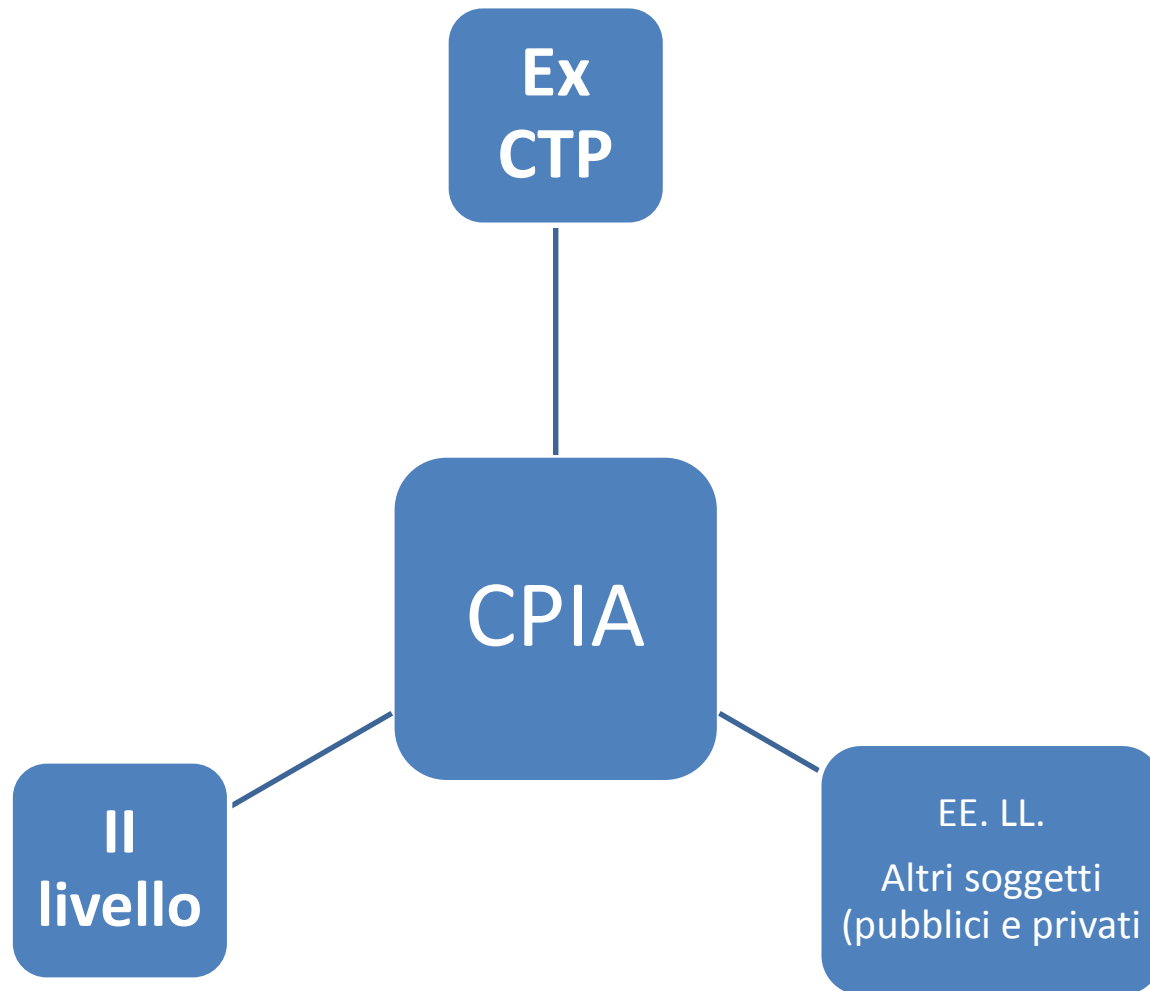 Ex
CTP
CPIA
II
livello
EE. LL.
Altri soggetti
(pubblici e privati